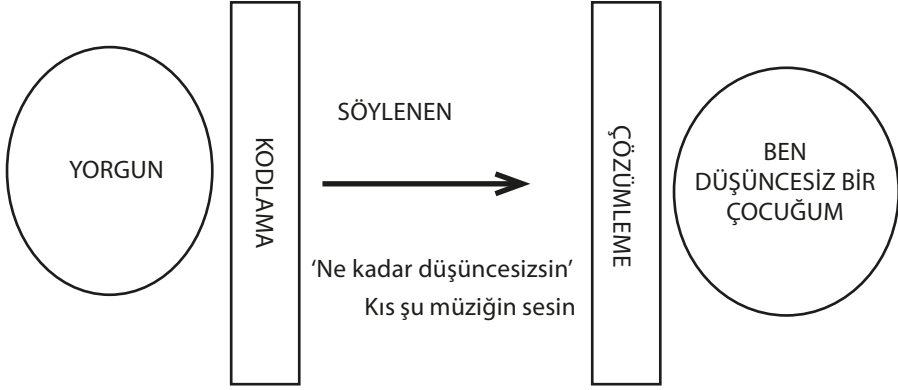 YORGUN
KODLAMA
SÖYLENEN
'Ne kadar düşüncesizsin'
Kıs şu müziğin sesin
ÇÖZÜMLEME
BEN
DÜŞÜNCESİZ BİR
ÇOCUĞUM